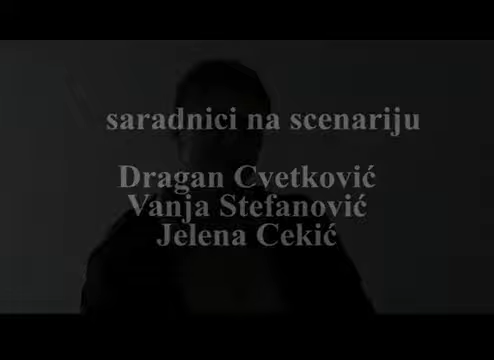 saradnici na scenariju
Dragan Cvetković
Vanja Stefanović
Jelena Cekić